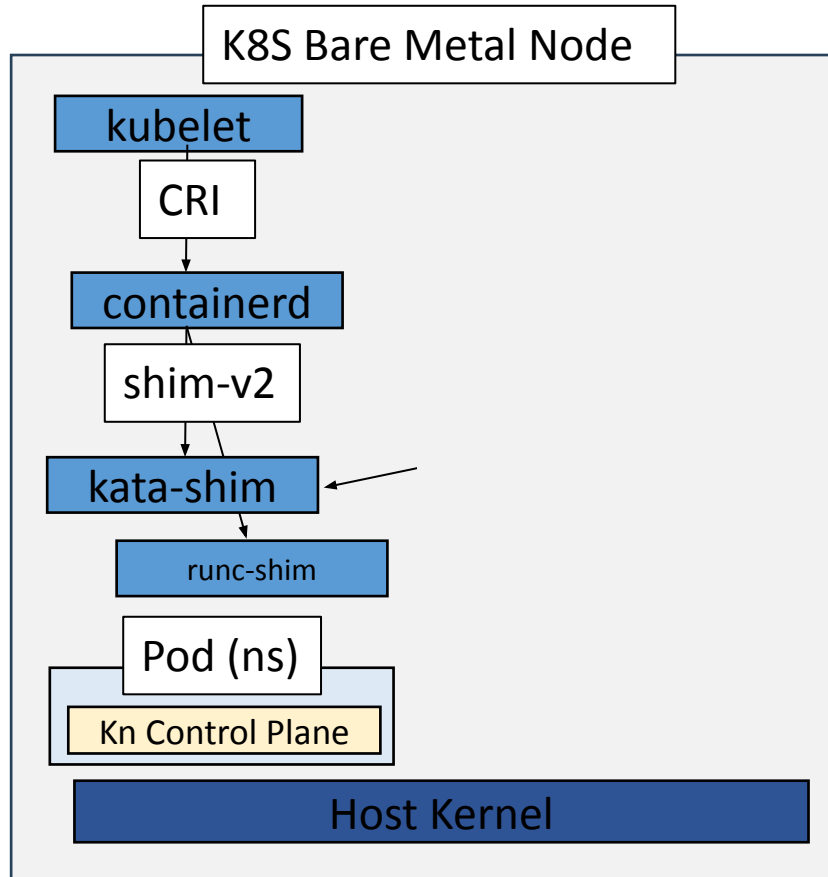 K8S Bare Metal Node
kubelet
CRI
containerd
shim-v2
kata-shim
runc-shim
Pod (ns)
Kn Control Plane
Host Kernel